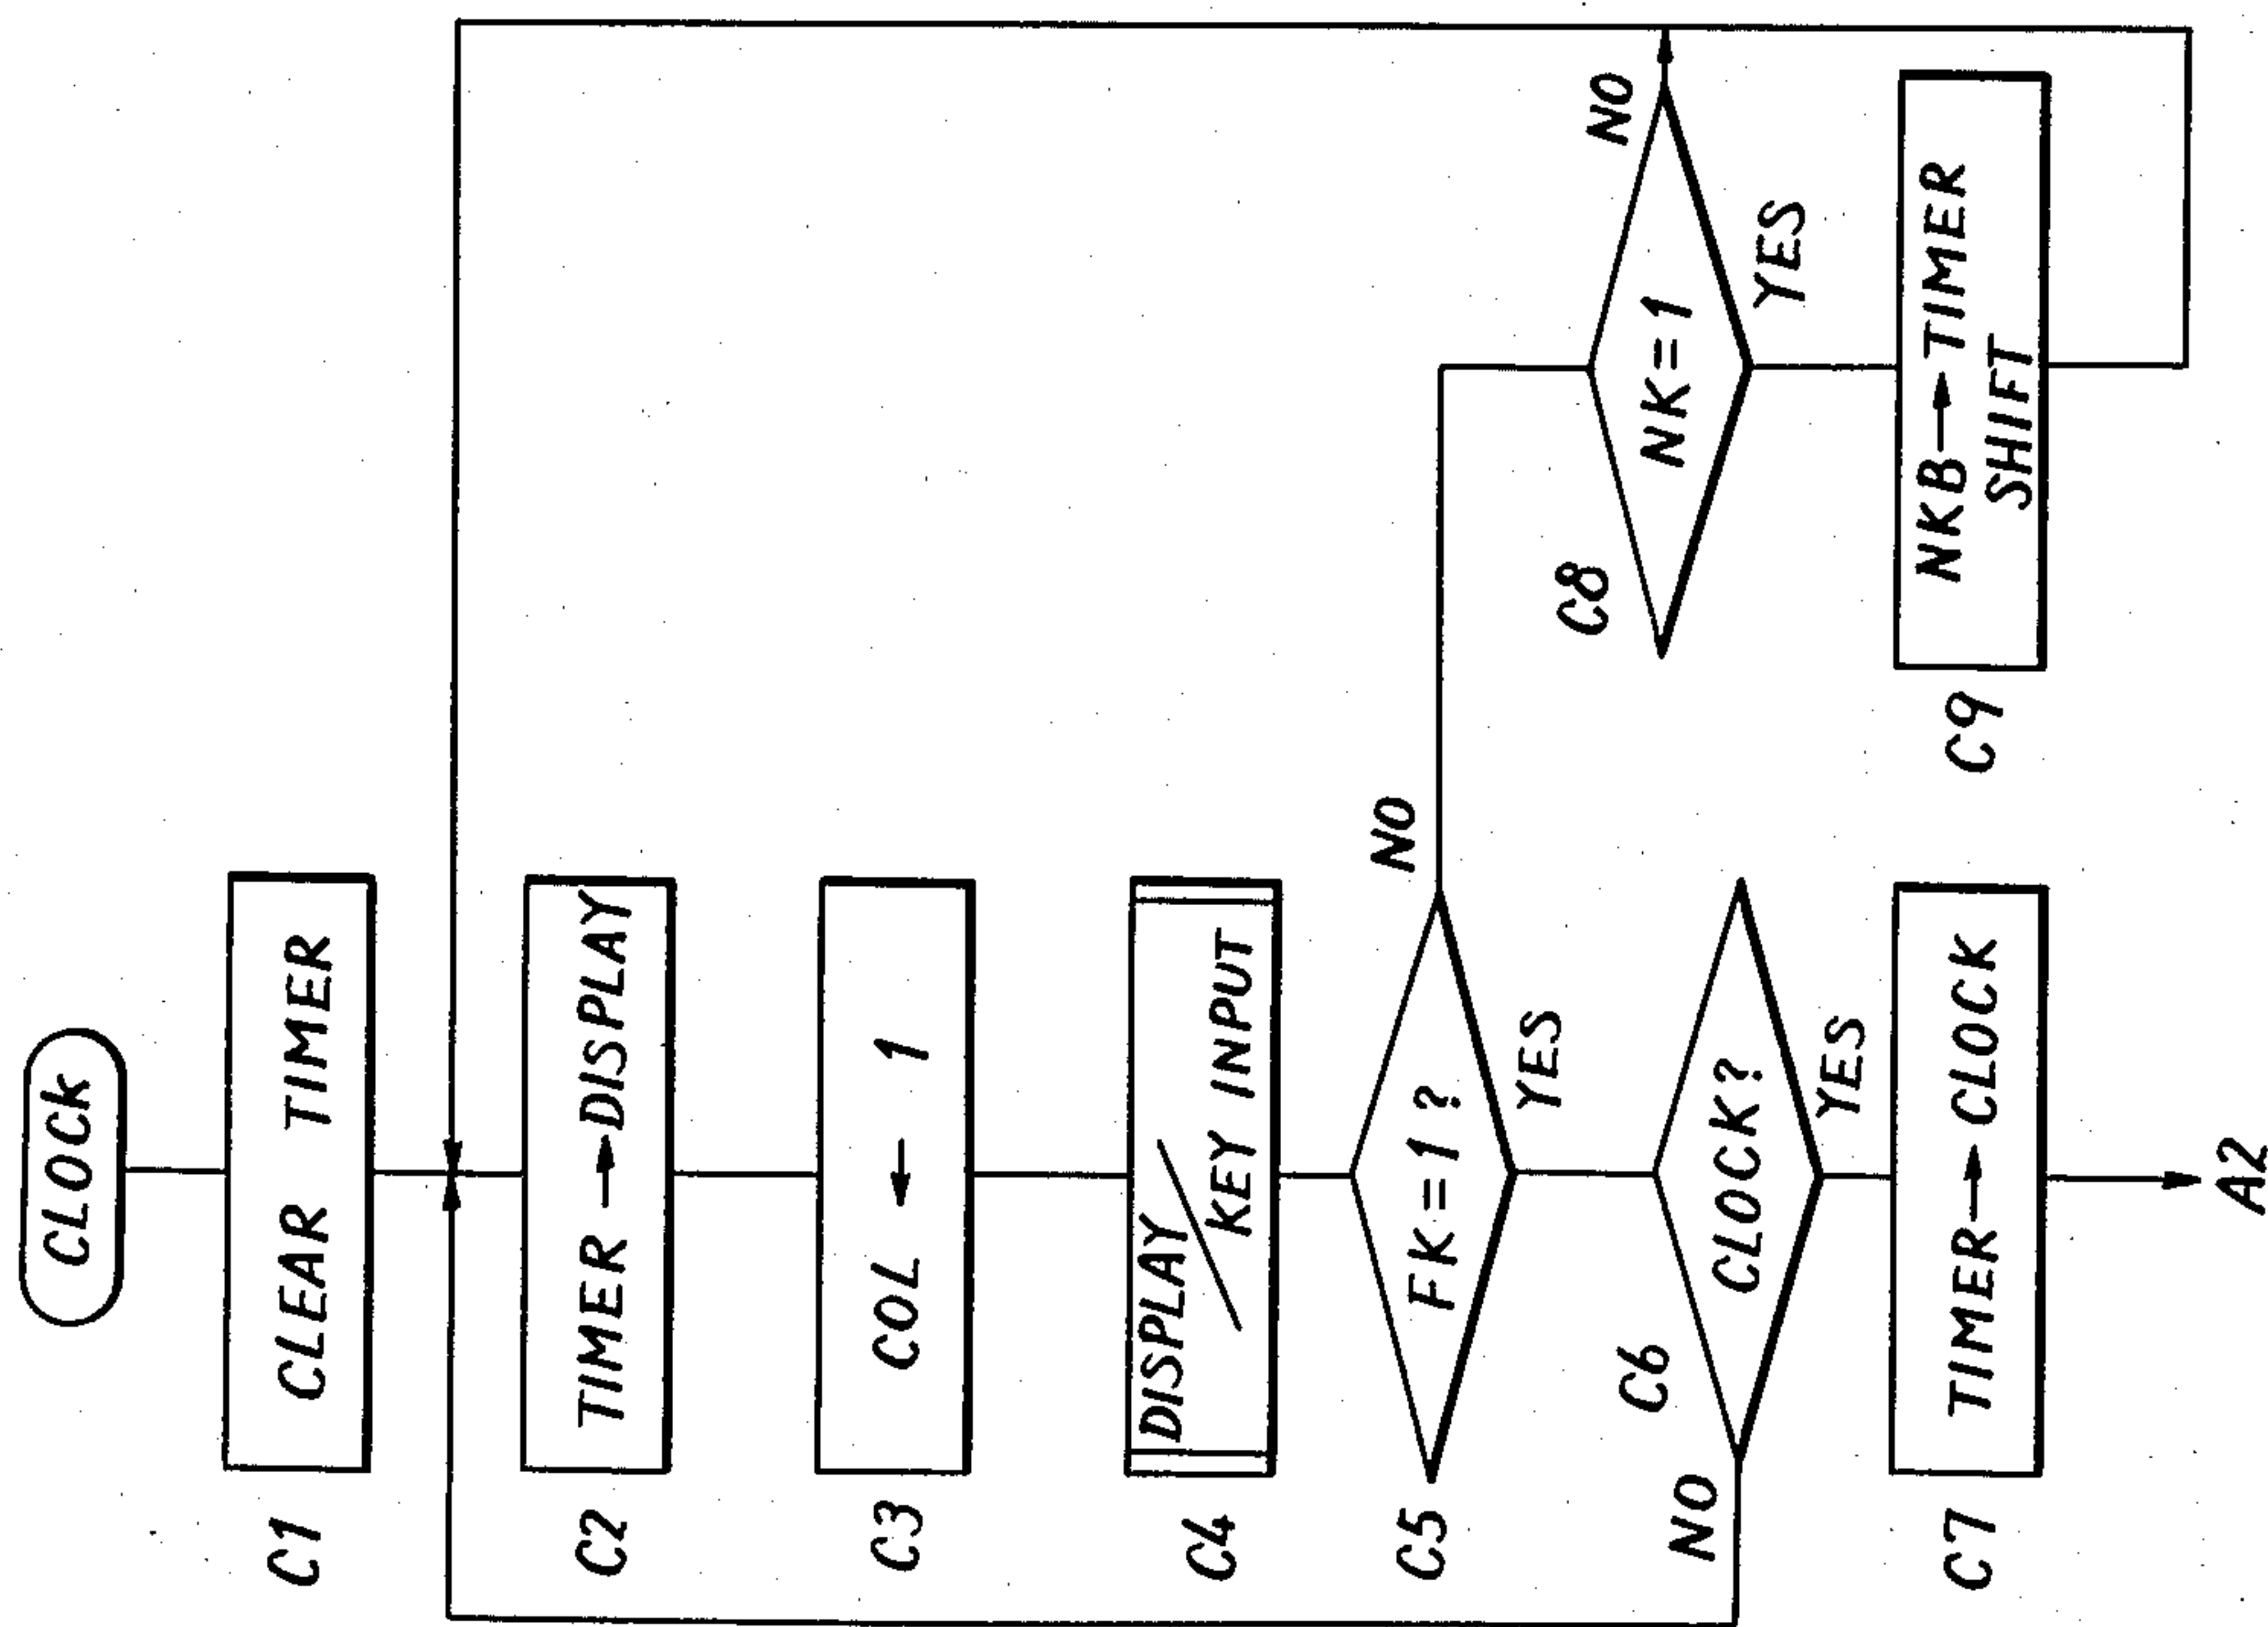 CLOCK
C1
CLEAR TIMER
C2
TIMER → DISPLAY
C3
COL ← 1
C4
DISPLAY
KEY INPUT
C5
FK=1?
NO
YES
C6
CLOCK?
NO
YES
C7
TIMER → CLOCK
A2
C8
NK=1
NO
YES
C9
NKB → TIMER
SHIFT